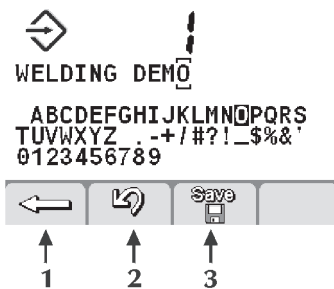 1
WELDING DEMO
ABCDEFGHIJKLMNOPQRS
TUVWXYZ .-+/#?!_$%&'
0123456789
Save
1 2 3